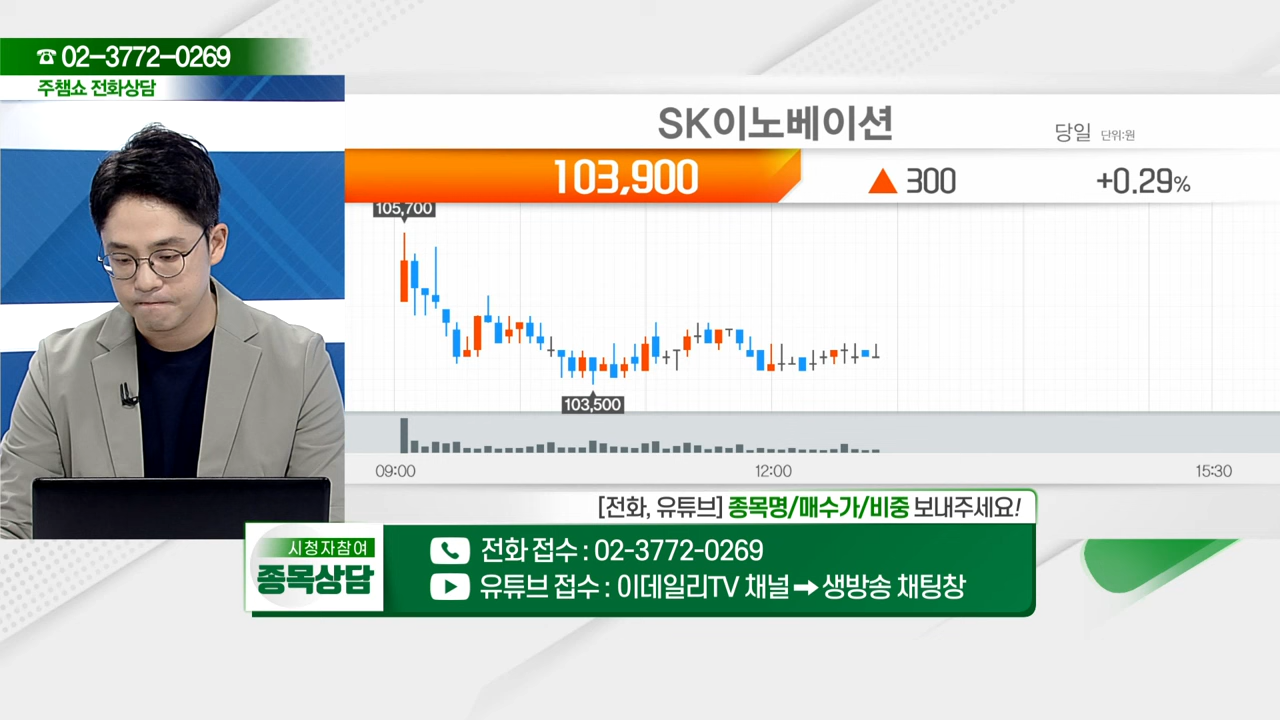 ☎ 02-3772-0269
주챔쇼 전화상담
SK이노베이션
당일 단위:원
103,900 ▲ 300 +0.29%
105,700
103,500
09:00 12:00 15:30
[전화, 유튜브] 종목명/매수가/비중 보내주세요!
시청자참여
종목상담
전화 접수 : 02-3772-0269
유튜브 접수 : 이데일리TV 채널 ➡ 생방송 채팅창